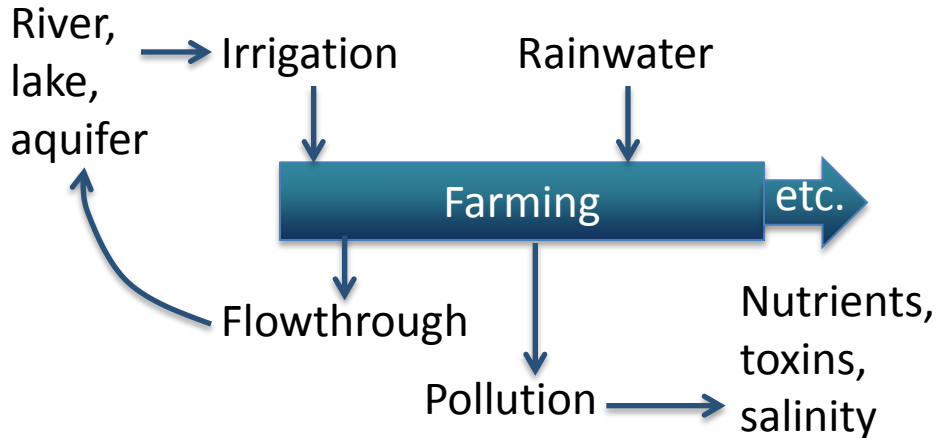 River,
lake,
aquifer
Irrigation
Rainwater
Farming
etc.
Flowthrough
Pollution
Nutrients,
toxins,
salinity